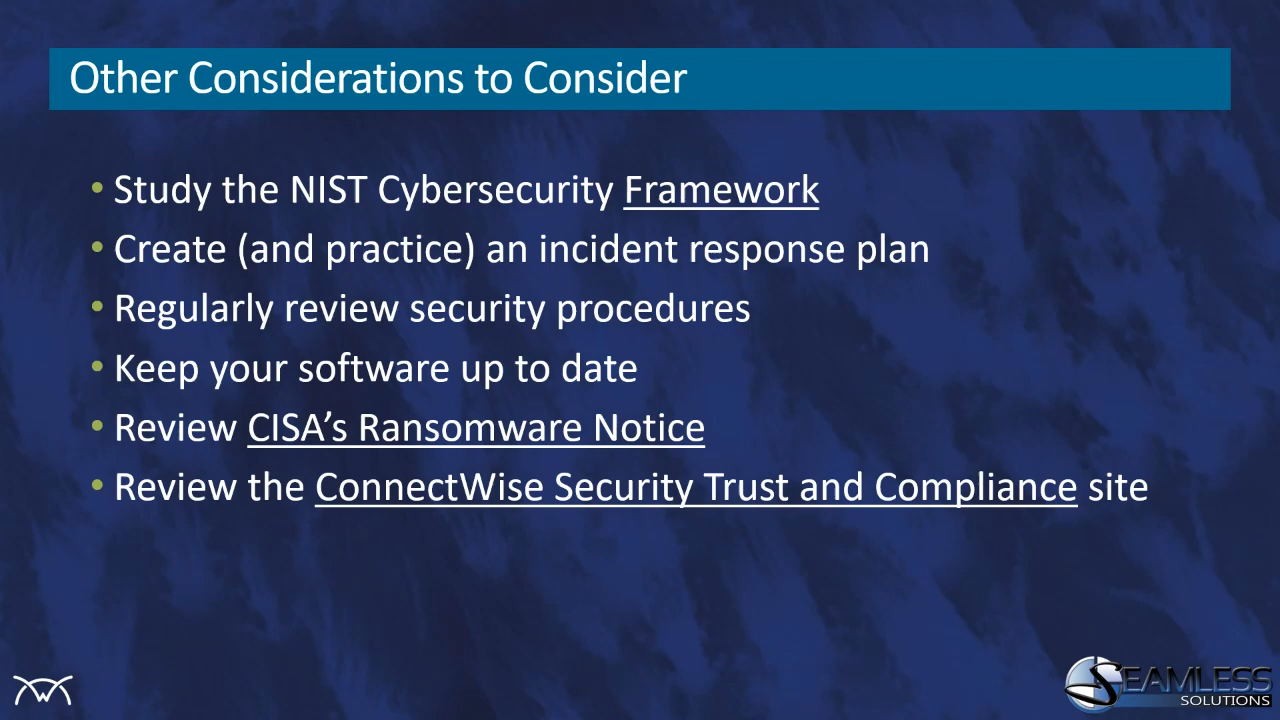 Other Considerations to Consider
• Study the NIST Cybersecurity Framework
• Create (and practice) an incident response plan
• Regularly review security procedures
• Keep your software up to date
• Review CISA’s Ransomware Notice
• Review the ConnectWise Security Trust and Compliance site
SEAMLESS
SOLUTIONS